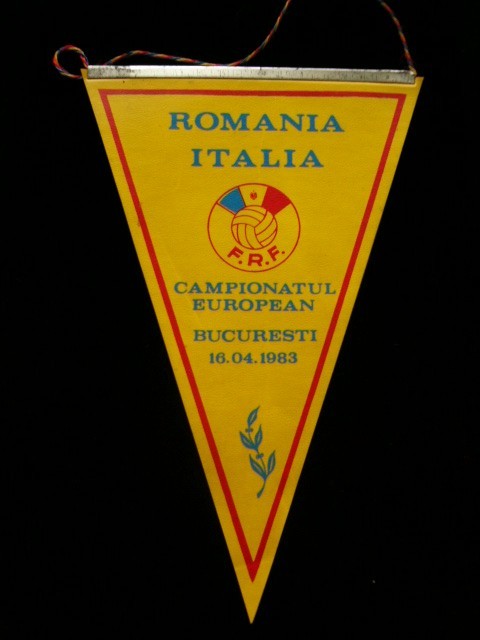 ROMANIA
ITALIA
F.R.F.
CAMPIONATUL
EUROPEAN
BUCURESTI
16.04.1983